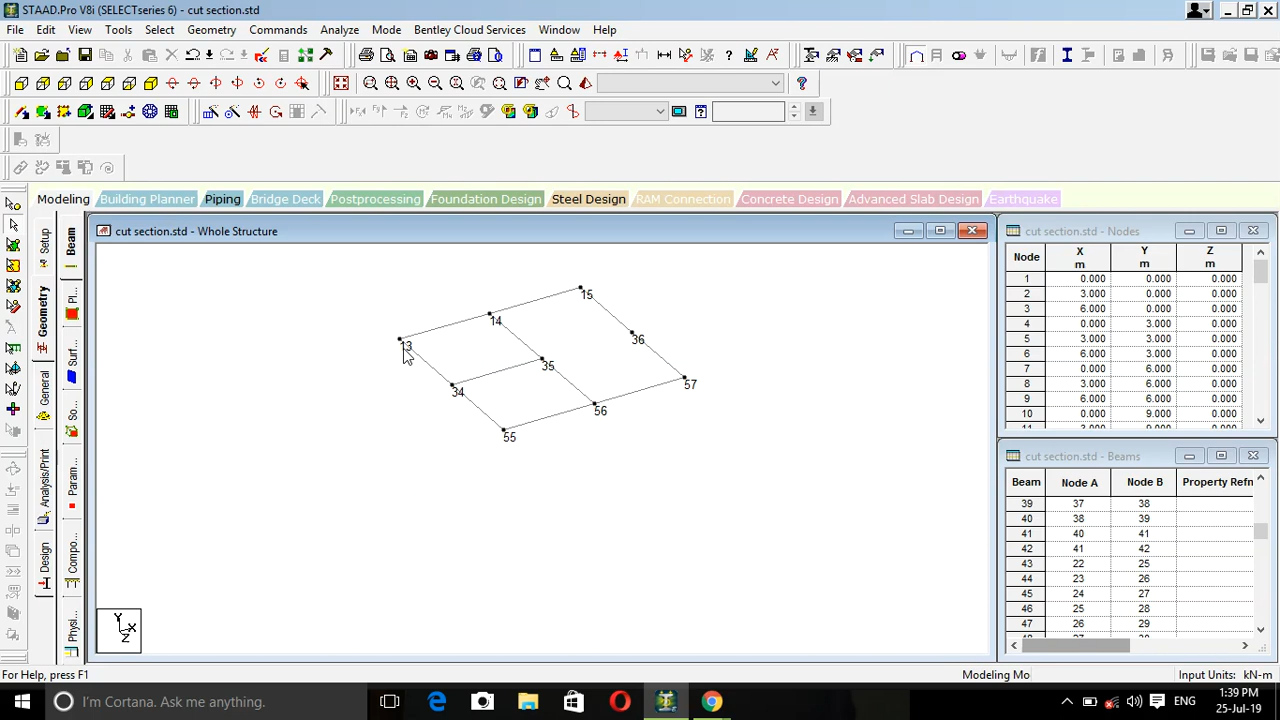 STAAD.Pro V8i (SELECTseries 6) - cut section.std
File Edit View Tools Select Geometry Commands Analyze Mode Bentley Cloud Services Window Help
Modeling Building Planner Piping Bridge Deck Postprocessing Foundation Design Steel Design RAM Connection Concrete Design Advanced Slab Design Earthquake
Setup
Geometry
General
Analysis/Print
Design
Beam
Pl...
Surf...
So...
Param...
Compo...
Physi...
cut section.std - Whole Structure
15
14
13
36
35
57
34
56
55
Y
X
Z
cut section.std - Nodes
Node X m Y m Z m
1 0.000 0.000 0.000
2 3.000 0.000 0.000
3 6.000 0.000 0.000
4 0.000 3.000 0.000
5 3.000 3.000 0.000
6 6.000 3.000 0.000
7 0.000 6.000 0.000
8 3.000 6.000 0.000
9 6.000 6.000 0.000
10 0.000 9.000 0.000
11 3.000 9.000 0.000
cut section.std - Beams
Beam Node A Node B Property Refn
39 37 38
40 38 39
41 40 41
42 41 42
43 22 25
44 23 26
45 24 27
46 25 28
47 26 29
For Help, press F1
Modeling Mo
Input Units: kN-m
I'm Cortana. Ask me anything.
ENG
1:39 PM
25-Jul-19